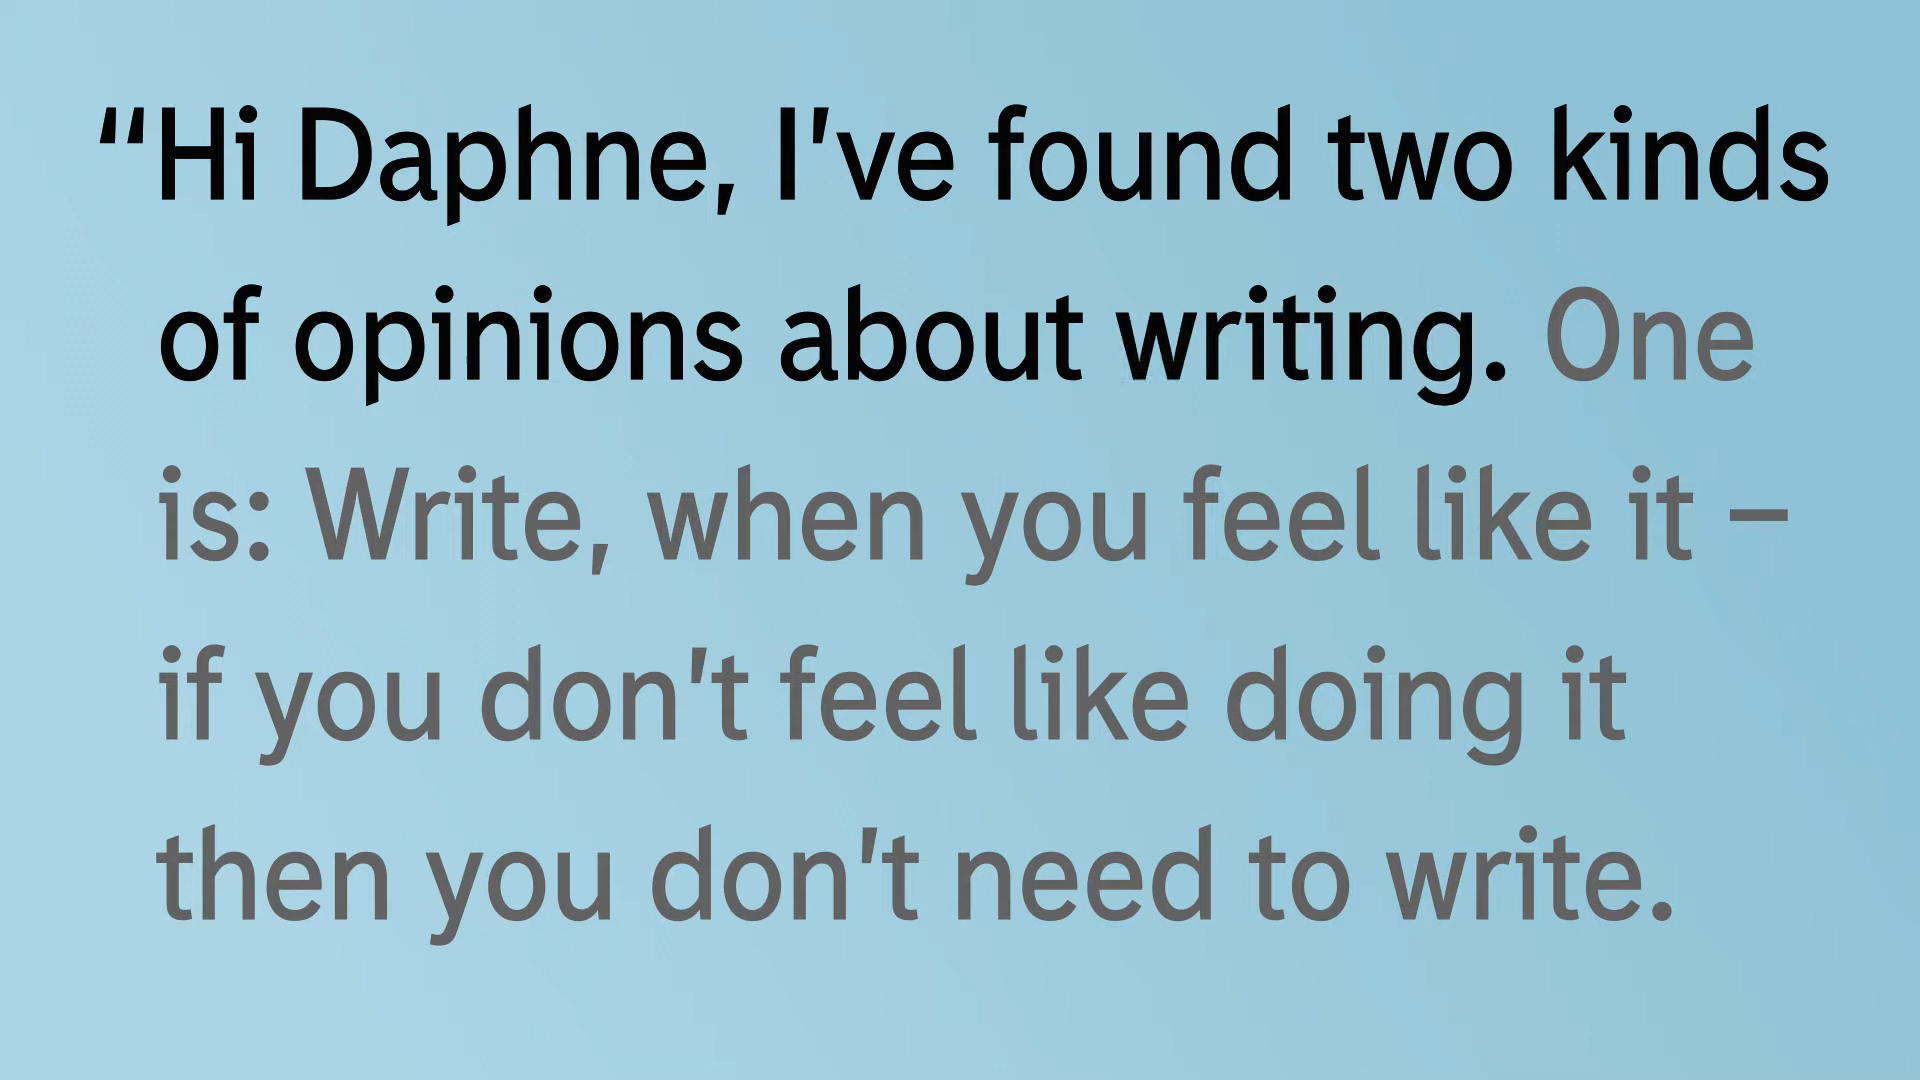 “Hi Daphne, I’ve found two kinds
of opinions about writing. One
is: Write, when you feel like it –
if you don’t feel like doing it
then you don’t need to write.